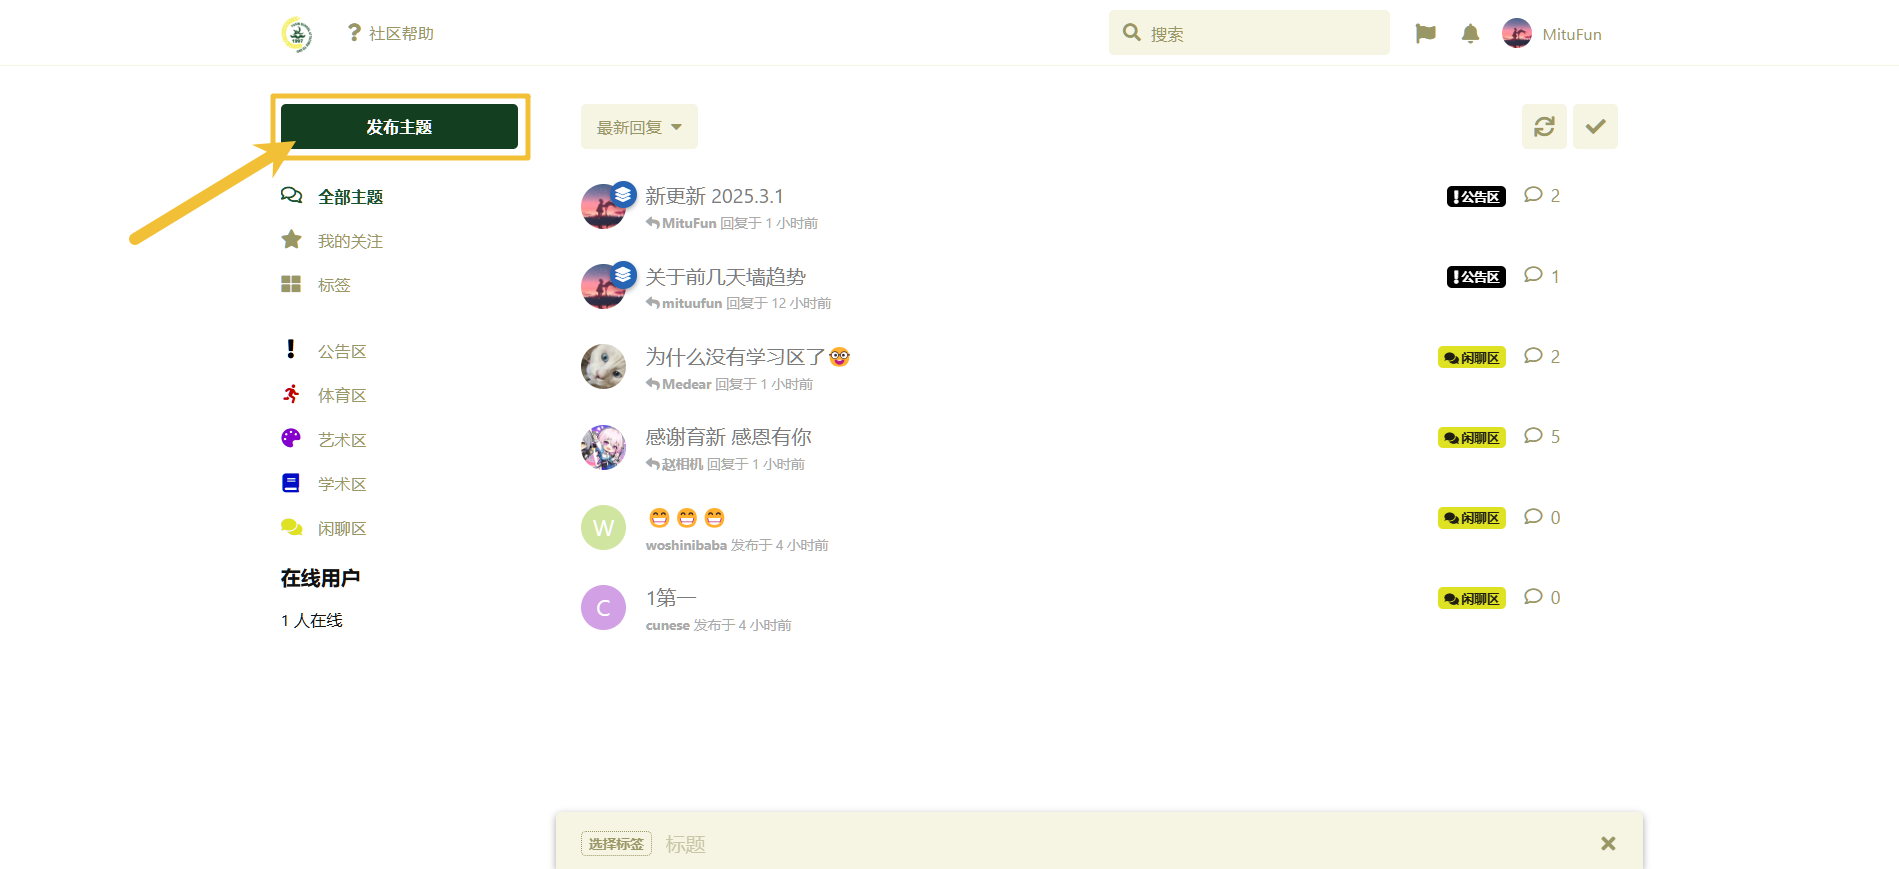 社区帮助
搜索
MituFun
发布主题
最新回复
全部主题
我的关注
标签
公告区
体育区
艺术区
学术区
闲聊区
在线用户
1 人在线
新更新 2025.3.1
MituFun 回复于 1 小时前
公告区
2
关于前几天墙趋势
mituufun 回复于 12 小时前
公告区
1
为什么没有学习区了🤓
Medear 回复于 1 小时前
闲聊区
2
感谢育新 感恩有你
赵相机 回复于 1 小时前
闲聊区
5
😁 😁 😁
woshinibaba 发布于 4 小时前
闲聊区
0
1第一
cunese 发布于 4 小时前
闲聊区
0
W
C
选择标签 标题